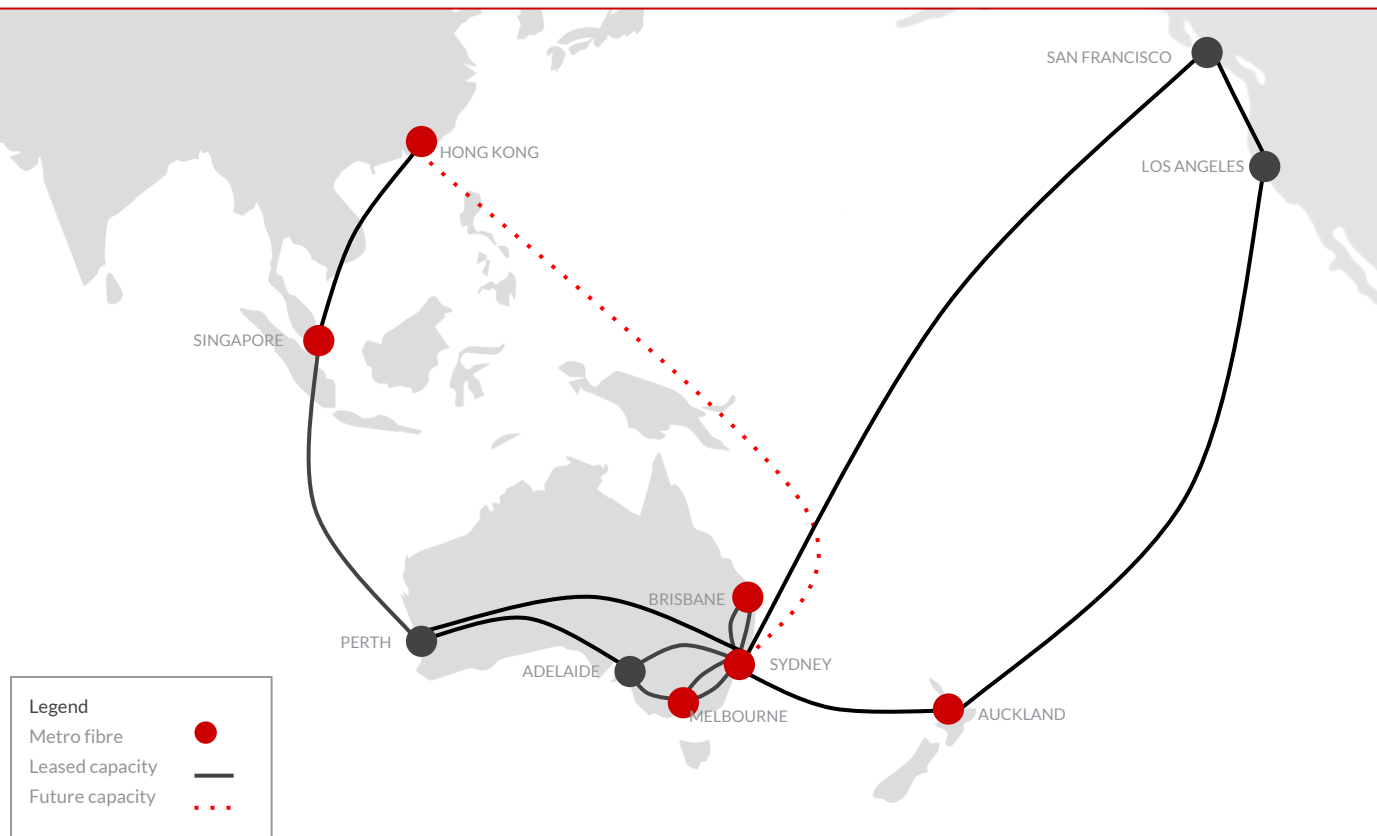 SAN FRANCISCO
HONG KONG
LOS ANGELES
SINGAPORE
BRISBANE
PERTH
ADELAIDE
SYDNEY
MELBOURNE
AUCKLAND
Legend
Metro fibre
Leased capacity
Future capacity